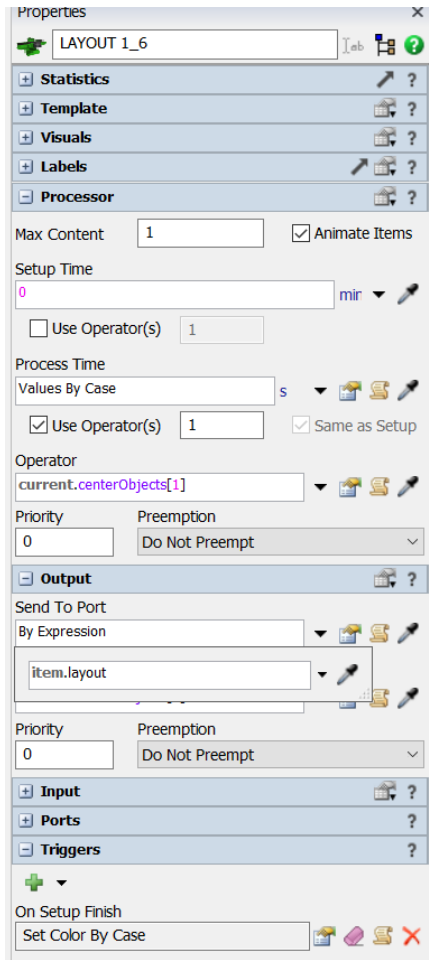 Properties
LAYOUT 1_6
Statistics
?
Template
?
Visuals
?
Labels
?
Processor
?
Max Content 1 Animate Items
Setup Time
0 min
Use Operator(s) 1
Process Time
Values By Case s
Use Operator(s) 1 Same as Setup
Operator
current.centerObjects[1]
Priority Preemption
0 Do Not Preempt
Output ?
Send To Port
By Expression
item.layout
Priority Preemption
0 Do Not Preempt
Input ?
Ports ?
Triggers ?
On Setup Finish
Set Color By Case